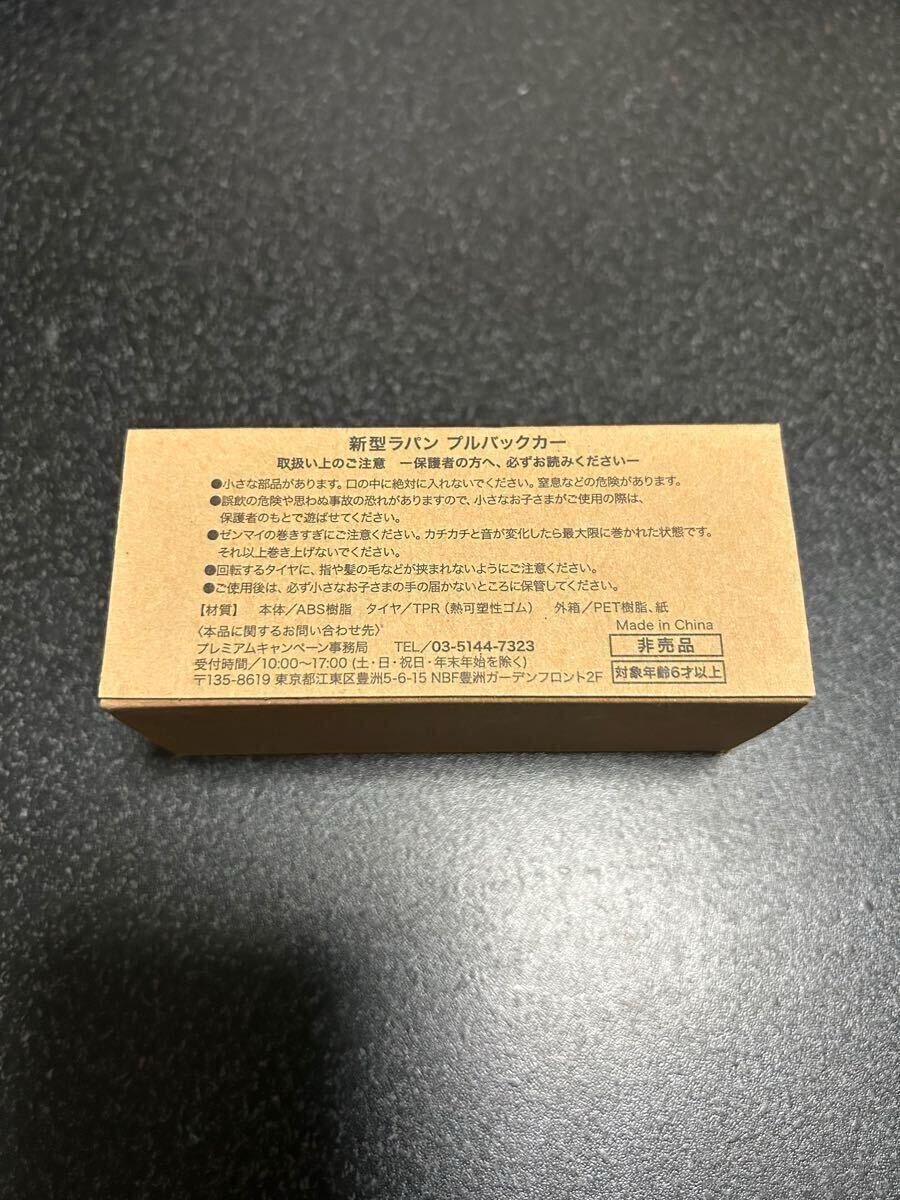 新型ラパン プルバックカー
取扱い上のご注意 ー保護者の方へ、必ずお読みくださいー
●小さな部品があります。口の中に絶対に入れないでください。窒息などの危険があります。
●誤飲の危険や思わぬ事故の恐れがありますので、小さなお子さまがご使用の際は、
保護者のもとで遊ばせてください。
●ゼンマイの巻きすぎにご注意ください。カチカチと音が変化したら最大限に巻かれた状態です。
それ以上巻き上げないでください。
●回転するタイヤに、指や髪の毛などが挟まれないようにご注意ください。
●ご使用後は、必ず小さなお子さまの手の届かないところに保管してください。
【材質】 本体／ABS樹脂 タイヤ／TPR（熱可塑性ゴム） 外箱／PET樹脂、紙
Made in China
〈本品に関するお問い合わせ先〉
プレミアムキャンペーン事務局 TEL／03-5144-7323
非売品
受付時間／10:00〜17:00 (土・日・祝日・年末年始を除く)
〒135-8619 東京都江東区豊洲5-6-15 NBF豊洲ガーデンフロント2F
対象年齢6才以上